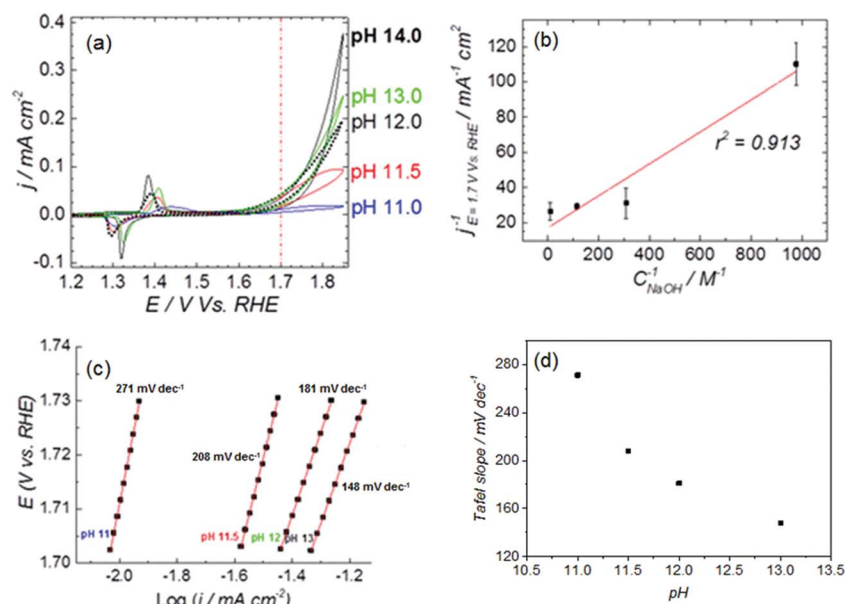 (a)
0.4
0.3
0.2
0.1
0.0
-0.1
j / mA cm⁻²
1.2 1.3 1.4 1.5 1.6 1.7 1.8
E / V Vs. RHE
pH 14.0
pH 13.0
pH 12.0
pH 11.5
pH 11.0
(b)
120
100
80
60
40
20
j⁻¹ E = 1.7 V Vs. RHE / mA⁻¹ cm²
r² = 0.913
0 200 400 600 800 1000
C⁻¹ NaOH / M⁻¹
(c)
1.74
1.73
1.72
1.71
1.70
E (V vs. RHE)
271 mV dec⁻¹
181 mV dec⁻¹
208 mV dec⁻¹
148 mV dec⁻¹
pH 11 pH 11.5 pH 12 pH 13
-2.0 -1.8 -1.6 -1.4 -1.2
Log (j / mA cm⁻²)
(d)
280
240
200
160
120
Tafel slope / mV dec⁻¹
10.5 11.0 11.5 12.0 12.5 13.0 13.5
pH